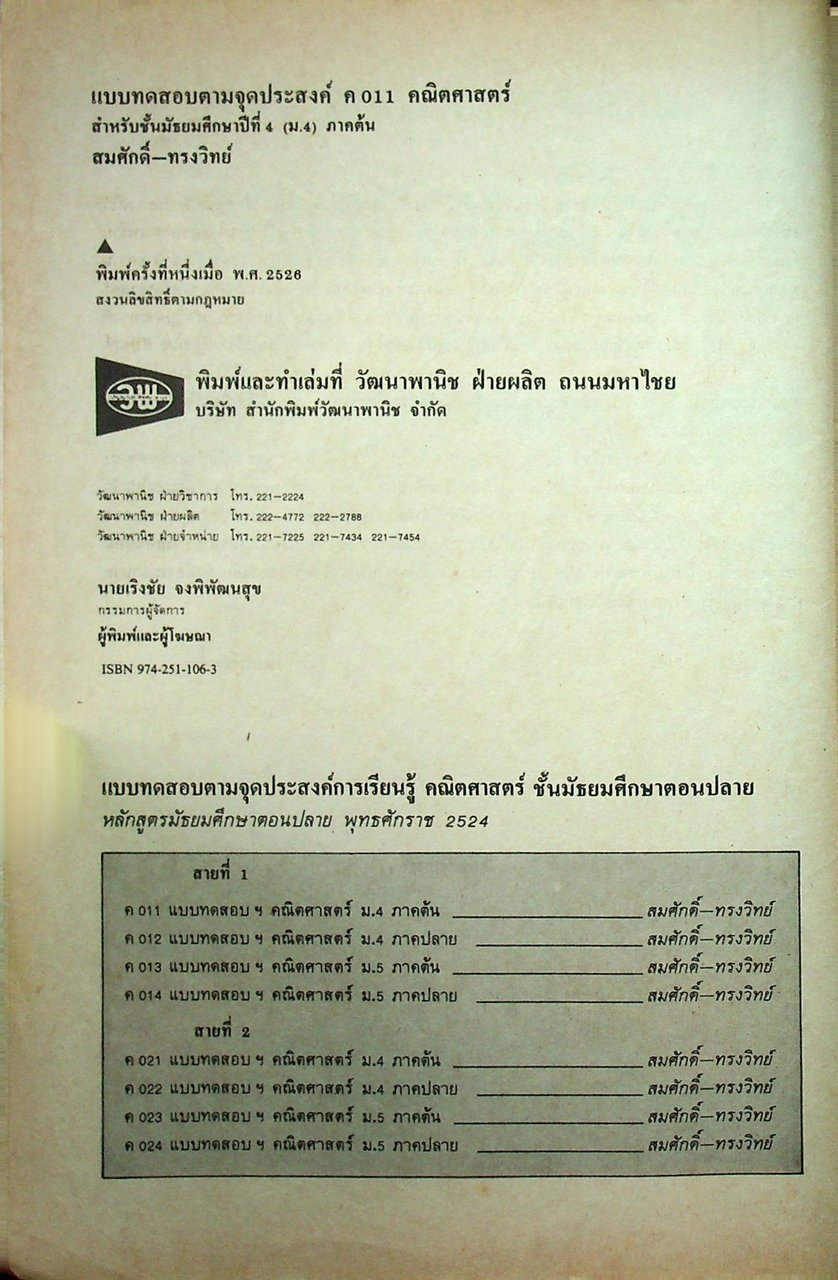 แบบทดสอบตามจุดประสงค์ ค 011 คณิตศาสตร์
สำหรับชั้นมัธยมศึกษาปีที่ 4 (ม.4) ภาคต้น
สมศักดิ์–ทรงวิทย์
พิมพ์ครั้งที่หนึ่งเมื่อ พ.ศ. 2526
สงวนลิขสิทธิ์ตามกฎหมาย
วพ
พิมพ์และทำเล่มที่ วัฒนาพานิช ฝ่ายผลิต ถนนมหาไชย
บริษัท สำนักพิมพ์วัฒนาพานิช จำกัด
วัฒนาพานิช ฝ่ายวิชาการ โทร. 221–2224
วัฒนาพานิช ฝ่ายผลิต โทร. 222–4772 222–2788
วัฒนาพานิช ฝ่ายจำหน่าย โทร. 221–7225 221–7434 221–7454
นายเริงชัย จงพิพัฒนสุข
กรรมการผู้จัดการ
ผู้พิมพ์และผู้โฆษณา
ISBN 974-251-106-3
แบบทดสอบตามจุดประสงค์การเรียนรู้ คณิตศาสตร์ ชั้นมัธยมศึกษาตอนปลาย
หลักสูตรมัธยมศึกษาตอนปลาย พุทธศักราช 2524
สายที่ 1
ค 011 แบบทดสอบ ฯ คณิตศาสตร์ ม.4 ภาคต้น สมศักดิ์–ทรงวิทย์
ค 012 แบบทดสอบ ฯ คณิตศาสตร์ ม.4 ภาคปลาย สมศักดิ์–ทรงวิทย์
ค 013 แบบทดสอบ ฯ คณิตศาสตร์ ม.5 ภาคต้น สมศักดิ์–ทรงวิทย์
ค 014 แบบทดสอบ ฯ คณิตศาสตร์ ม.5 ภาคปลาย สมศักดิ์–ทรงวิทย์
สายที่ 2
ค 021 แบบทดสอบ ฯ คณิตศาสตร์ ม.4 ภาคต้น สมศักดิ์–ทรงวิทย์
ค 022 แบบทดสอบ ฯ คณิตศาสตร์ ม.4 ภาคปลาย สมศักดิ์–ทรงวิทย์
ค 023 แบบทดสอบ ฯ คณิตศาสตร์ ม.5 ภาคต้น สมศักดิ์–ทรงวิทย์
ค 024 แบบทดสอบ ฯ คณิตศาสตร์ ม.5 ภาคปลาย สมศักดิ์–ทรงวิทย์